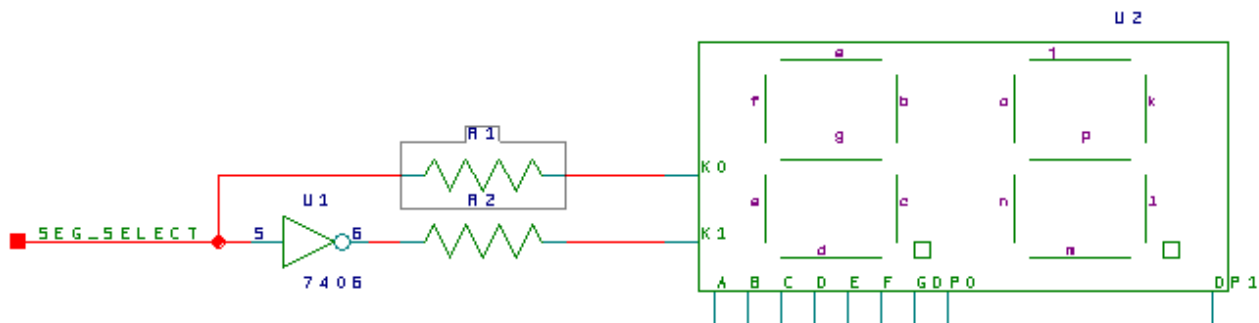 U2
a j
f b o k
R1
g p
K0
U1 R2
e c n l
SEG_SELECT 5 6 K1
d m
7406 A B C D E F G DP0 DP1